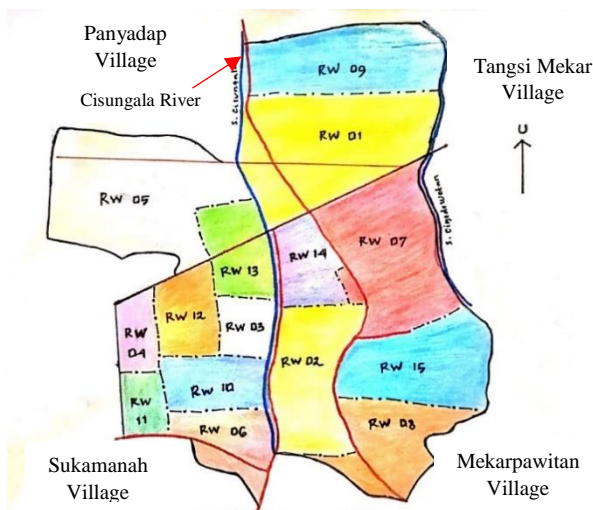 Panyadap
Village
Cisungala River
S. Cisungala
RW 09
Tangsi Mekar
Village
RW 01
U
RW 05
RW 07
RW 14
RW 13
RW 12
RW 03
RW
04
RW 02
RW 15
RW 10
RW
11
RW 06
RW 08
Sukamanah
Village
Mekarpawitan
Village